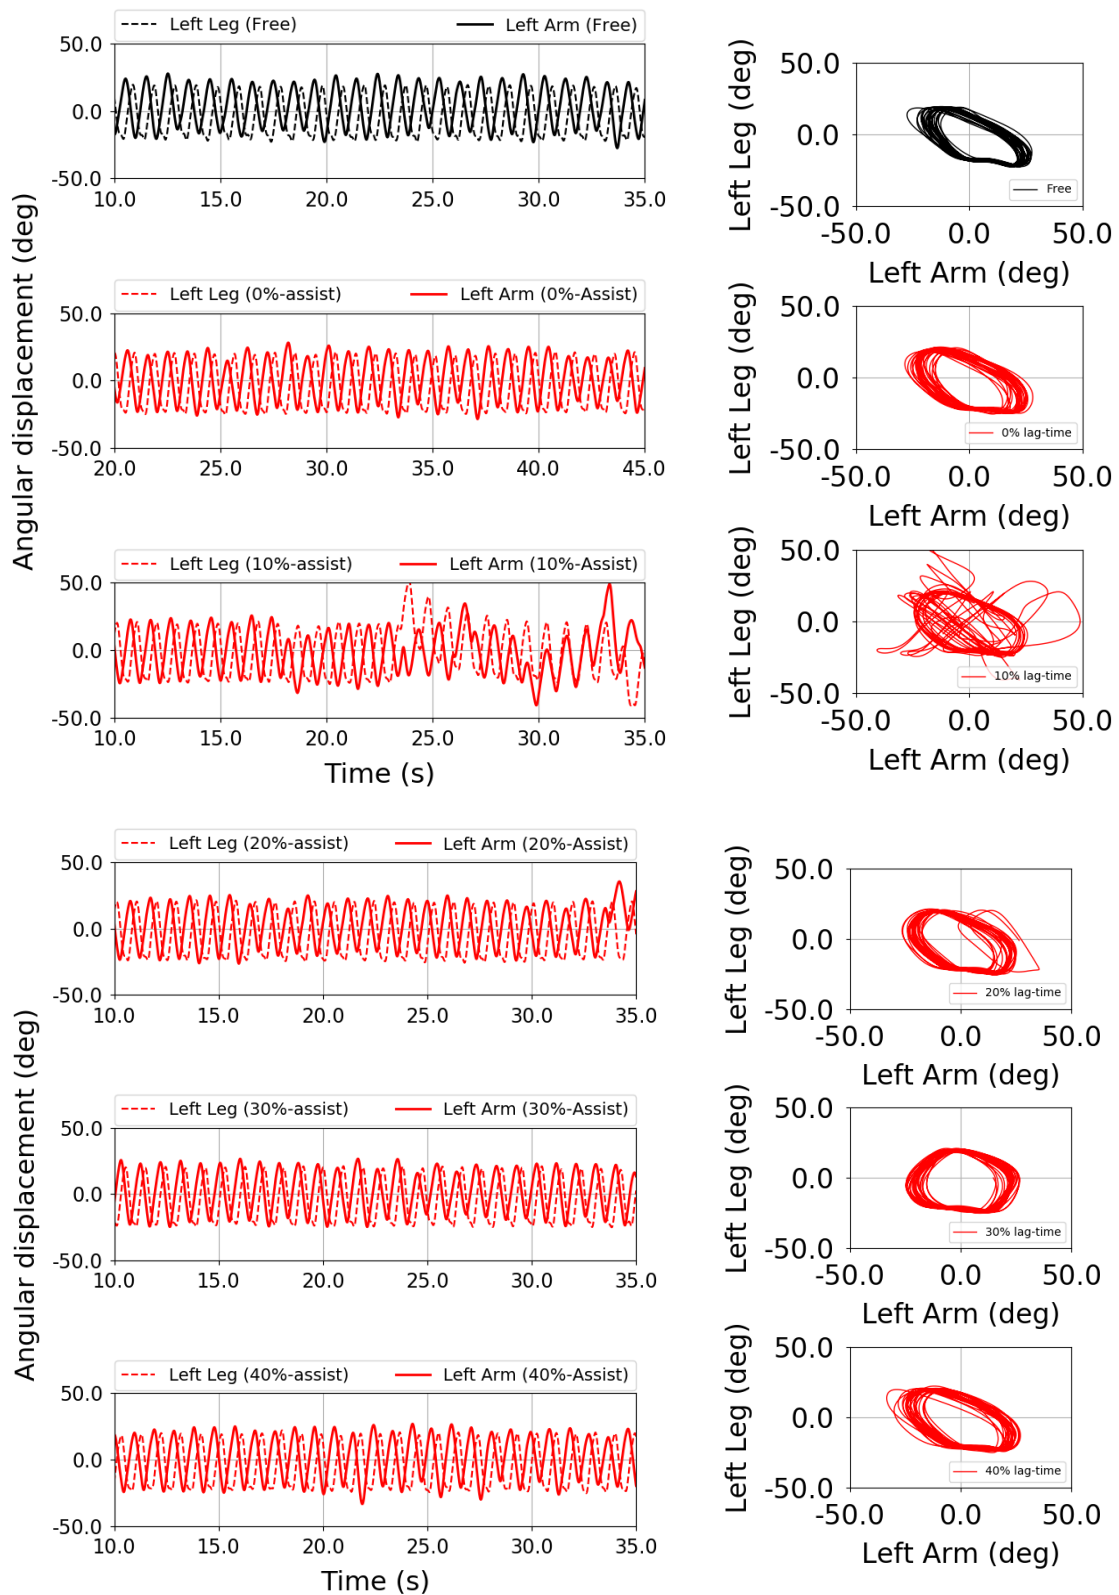 Left Leg (Free) Left Arm (Free)
50.0
0.0
-50.0
10.0 15.0 20.0 25.0 30.0 35.0
Left Leg (deg)
50.0
0.0
-50.0
Free
-50.0 0.0 50.0
Left Arm (deg)
Angular displacement (deg)
Left Leg (0%-assist) Left Arm (0%-Assist)
50.0
0.0
-50.0
20.0 25.0 30.0 35.0 40.0 45.0
Left Leg (deg)
50.0
0.0
-50.0
0% lag-time
-50.0 0.0 50.0
Left Arm (deg)
Left Leg (10%-assist) Left Arm (10%-Assist)
50.0
0.0
-50.0
10.0 15.0 20.0 25.0 30.0 35.0
Time (s)
Left Leg (deg)
50.0
0.0
-50.0
10% lag-time
-50.0 0.0 50.0
Left Arm (deg)
Left Leg (20%-assist) Left Arm (20%-Assist)
50.0
0.0
-50.0
10.0 15.0 20.0 25.0 30.0 35.0
Left Leg (deg)
50.0
0.0
-50.0
20% lag-time
-50.0 0.0 50.0
Left Arm (deg)
Angular displacement (deg)
Left Leg (30%-assist) Left Arm (30%-Assist)
50.0
0.0
-50.0
10.0 15.0 20.0 25.0 30.0 35.0
Left Leg (deg)
50.0
0.0
-50.0
30% lag-time
-50.0 0.0 50.0
Left Arm (deg)
Left Leg (40%-assist) Left Arm (40%-Assist)
50.0
0.0
-50.0
10.0 15.0 20.0 25.0 30.0 35.0
Time (s)
Left Leg (deg)
50.0
0.0
-50.0
40% lag-time
-50.0 0.0 50.0
Left Arm (deg)